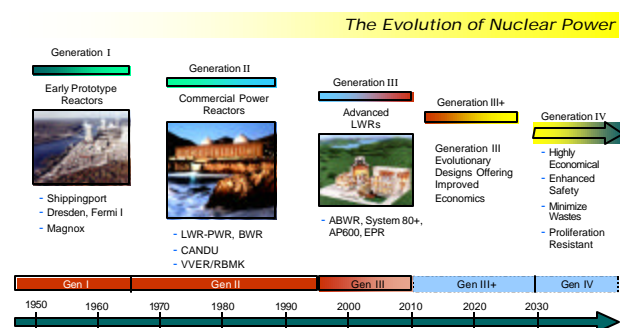 The Evolution of Nuclear Power
Generation I
Early Prototype
Reactors
- Shippingport
- Dresden, Fermi I
- Magnox
Generation II
Commercial Power
Reactors
- LWR-PWR, BWR
- CANDU
- VVER/RBMK
Generation III
Advanced
LWRs
- ABWR, System 80+,
AP600, EPR
Generation III+
Generation III
Evolutionary
Designs Offering
Improved
Economics
Generation IV
- Highly
Economical
- Enhanced
Safety
- Minimize
Wastes
- Proliferation
Resistant
Gen I Gen II Gen III Gen III+ Gen IV
1950 1960 1970 1980 1990 2000 2010 2020 2030